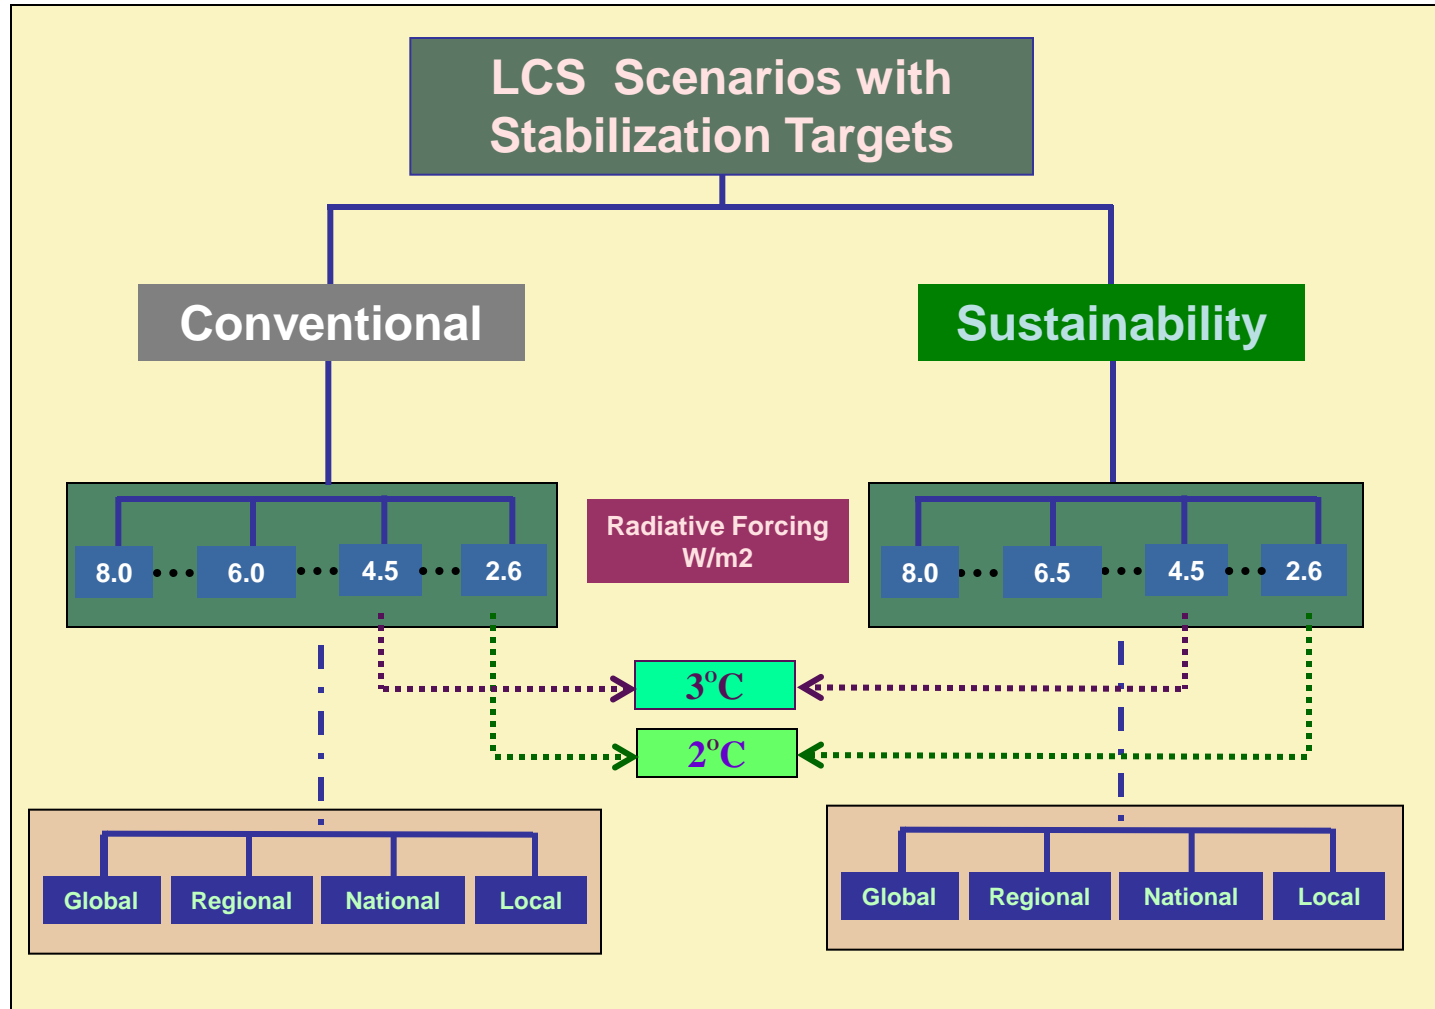 LCS Scenarios with
Stabilization Targets
Conventional
Sustainability
8.0
6.0
4.5
2.6
Radiative Forcing
W/m2
8.0
6.5
4.5
2.6
3°C
2°C
Global
Regional
National
Local
Global
Regional
National
Local